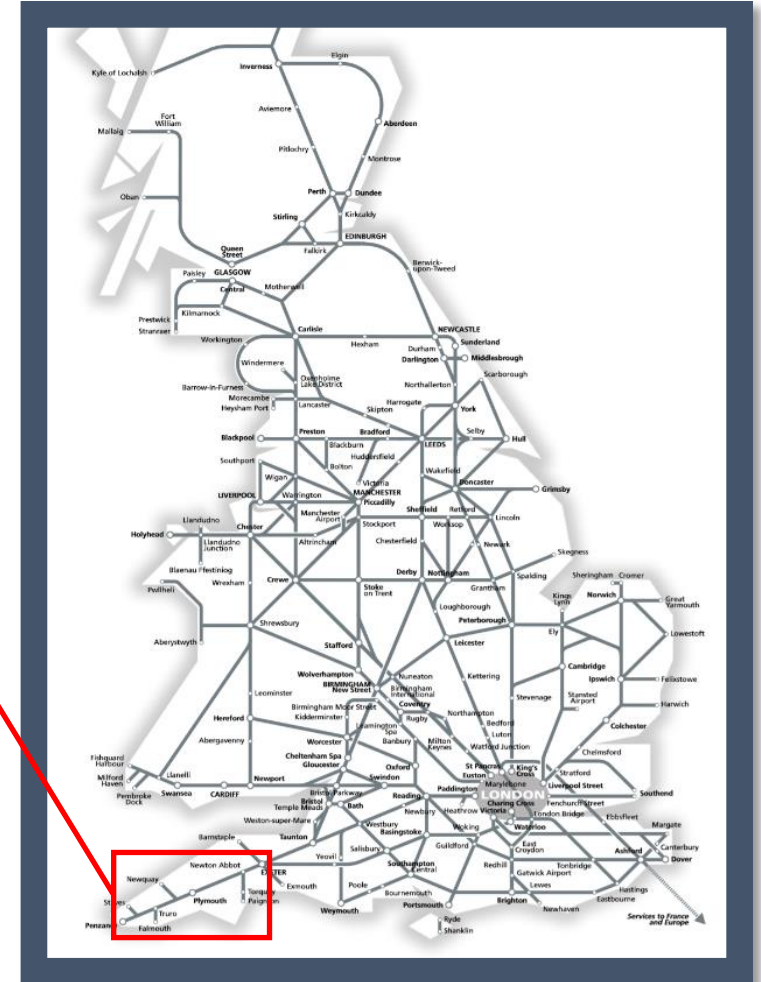 Elgin
Inverness
Kyle of Lochalsh
Aviemore
Fort
William
Mallaig
Aberdeen
Pitlochry
Montrose
Perth
Dundee
Oban
Stirling
Kirkcaldy
EDINBURGH
Queen
Street
Falkirk
Berwick-
upon-Tweed
Paisley
GLASGOW
Central
Motherwell
Kilmarnock
Prestwick
Stranraer
Carlisle
NEWCASTLE
Workington
Hexham
Durham
Sunderland
Darlington
Middlesbrough
Windermere
Scarborough
Oxenholme
Lake District
Northallerton
Barrow-in-Furness
Morecambe
Heysham Port
Lancaster
Harrogate
York
Skipton
Blackpool
Preston
Bradford
Selby
Hull
Blackburn
LEEDS
Southport
Huddersfield
Bolton
Wakefield
Wigan
Victoria
Doncaster
Grimsby
LIVERPOOL
Warrington
MANCHESTER
Piccadilly
Manchester
Airport
Sheffield
Retford
Llandudno
Stockport
Worksop
Lincoln
Holyhead
Chester
Llandudno
Junction
Altrincham
Chesterfield
Newark
Skegness
Blaenau Ffestiniog
Wrexham
Crewe
Derby
Nottingham
Spalding
Sheringham
Cromer
Pwllheli
Stoke
on Trent
Grantham
Kings
Lynn
Norwich
Great
Yarmouth
Loughborough
Shrewsbury
Peterborough
Ely
Lowestoft
Aberystwyth
Stafford
Leicester
Wolverhampton
Nuneaton
Kettering
Cambridge
BIRMINGHAM
New Street
Birmingham
International
Ipswich
Felixstowe
Leominster
Coventry
Stevenage
Stansted
Airport
Harwich
Birmingham Moor Street
Kidderminster
Rugby
Northampton
Hereford
Leamington
Spa
Bedford
Colchester
Worcester
Banbury
Milton
Keynes
Luton
Abergavenny
Watford Junction
Chelmsford
Cheltenham Spa
Gloucester
Oxford
St Pancras
Euston
King's
Cross
Fishguard
Harbour
Stratford
Milford
Haven
Llanelli
Newport
Swindon
Paddington
Marylebone
Liverpool Street
Pembroke
Dock
Swansea
CARDIFF
Bristol Parkway
Reading
LONDON
Southend
Bristol
Temple Meads
Bath
Newbury
Heathrow
Charing Cross
Victoria
Fenchurch Street
London Bridge
Ebbsfleet
Weston-super-Mare
Westbury
Basingstoke
Woking
Waterloo
Margate
Barnstaple
Taunton
Salisbury
Guildford
East
Croydon
Canterbury
Yeovil
Southampton
Central
Redhill
Tonbridge
Ashford
Dover
Newton Abbot
EXETER
Gatwick Airport
Newquay
Exmouth
Poole
Bournemouth
Lewes
Hastings
Torquay
Paignton
Plymouth
Weymouth
Portsmouth
Brighton
Eastbourne
Newhaven
St Ives
Truro
Penzance
Falmouth
Ryde
Shanklin
Services to France
and Europe